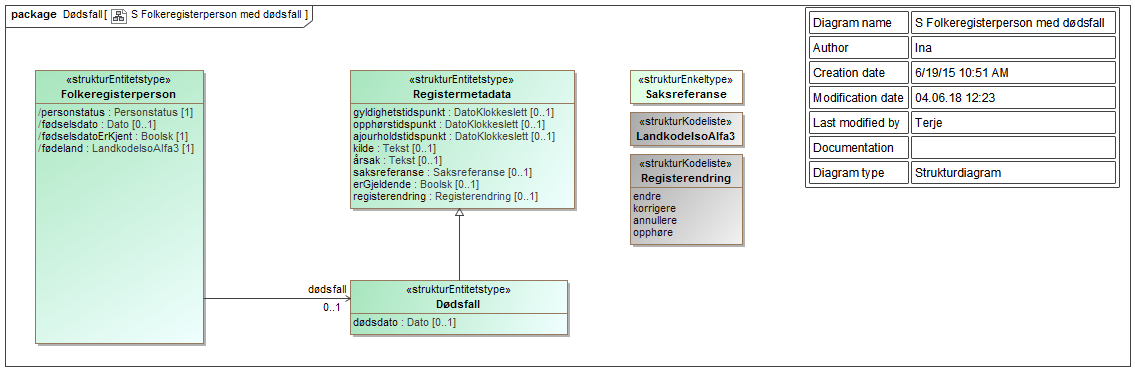 package Dødsfall[ S Folkeregisterperson med dødsfall ]
«strukturEntitetstype»
Folkeregisterperson
/personstatus : Personstatus [1]
/fødselsdato : Dato [0..1]
/fødselsdatoErKjent : Boolsk [1]
/fødeland : LandkodeIsoAlfa3 [1]
«strukturEntitetstype»
Registermetadata
gyldighetstidspunkt : DatoKlokkeslett [0..1]
opphørstidspunkt : DatoKlokkeslett [0..1]
ajourholdstidspunkt : DatoKlokkeslett [0..1]
kilde : Tekst [0..1]
årsak : Tekst [0..1]
saksreferanse : Saksreferanse [0..1]
erGjeldende : Boolsk [0..1]
registerendring : Registerendring [0..1]
«strukturEnkeltype»
Saksreferanse
«strukturKodeliste»
LandkodeIsoAlfa3
«strukturKodeliste»
Registerendring
endre
korrigere
annullere
opphøre
dødsfall
0..1
«strukturEntitetstype»
Dødsfall
dødsdato : Dato [0..1]
Diagram name S Folkeregisterperson med dødsfall
Author Ina
Creation date 6/19/15 10:51 AM
Modification date 04.06.18 12:23
Last modified by Terje
Documentation
Diagram type Strukturdiagram